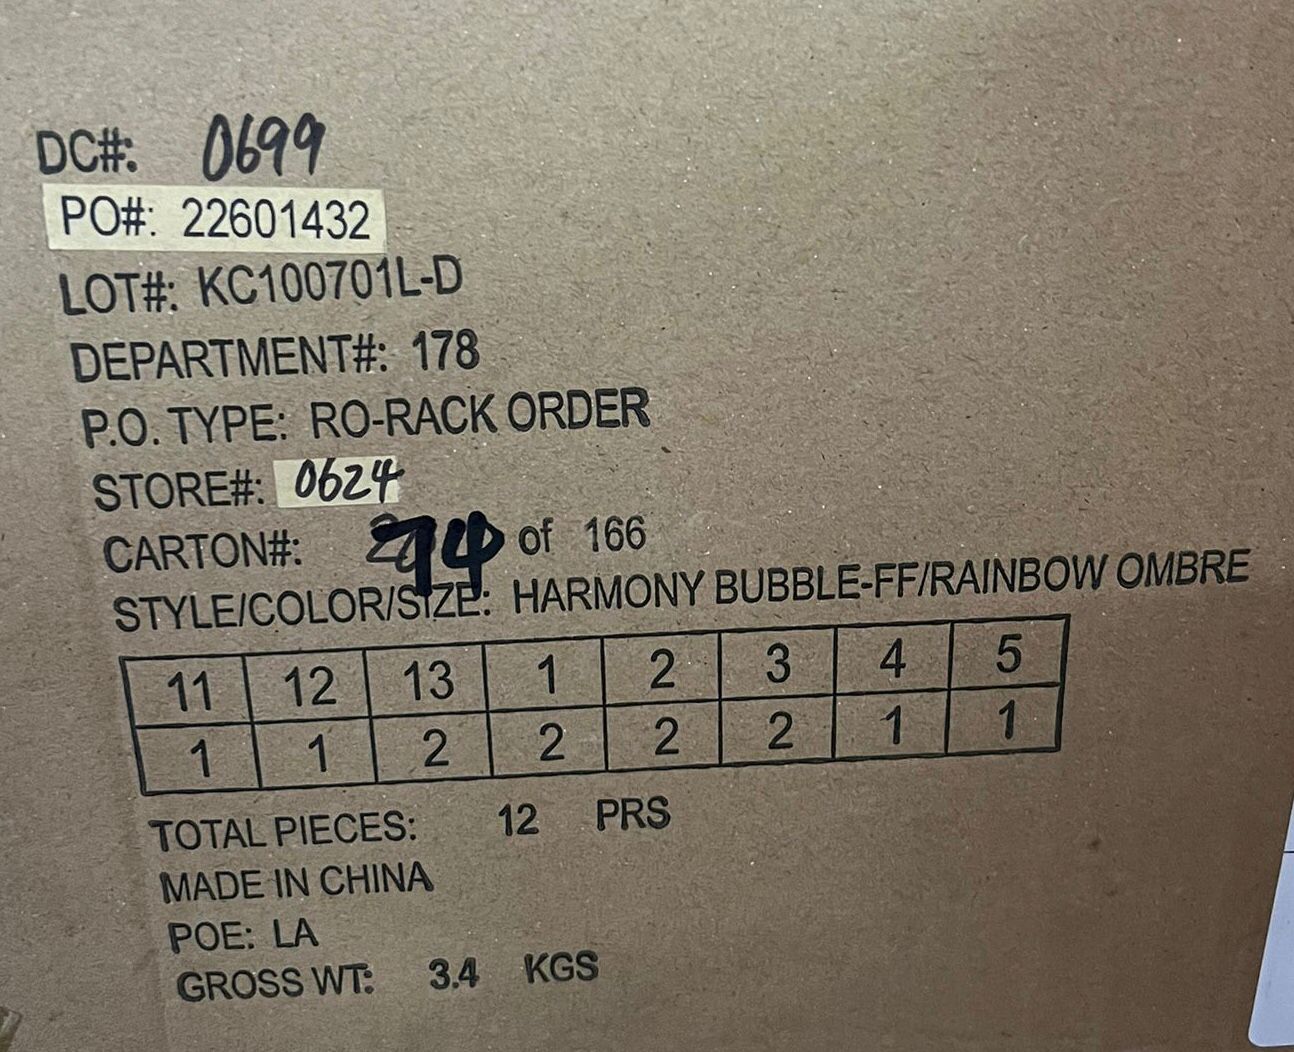 DC#: 0699
PO#: 22601432
LOT#: KC100701L-D
DEPARTMENT#: 178
P.O. TYPE: RO-RACK ORDER
STORE#: 0624
CARTON#: 74 of 166
STYLE/COLOR/SIZE: HARMONY BUBBLE-FF/RAINBOW OMBRE
11 12 13 1 2 3 4 5
1 1 2 2 2 2 1 1
TOTAL PIECES: 12 PRS
MADE IN CHINA
POE: LA
GROSS WT: 3.4 KGS